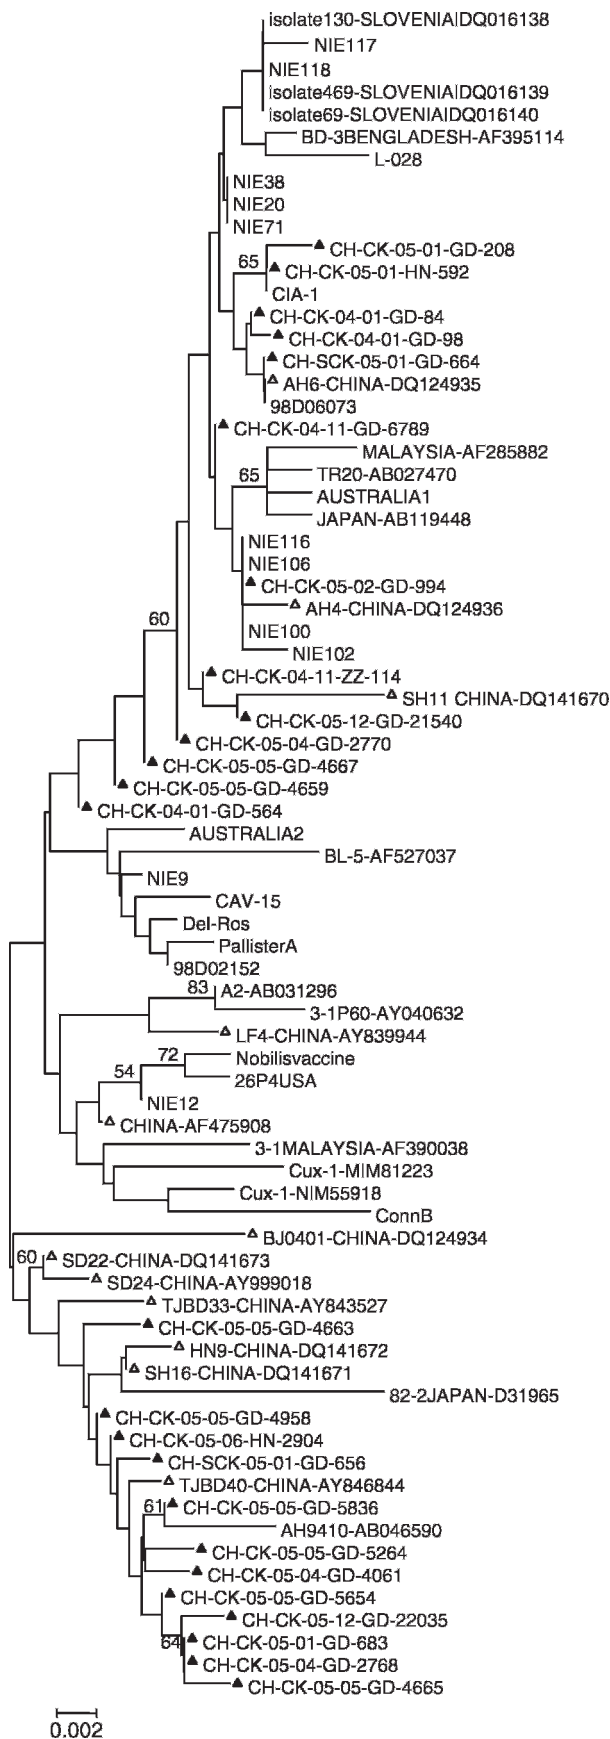 isolate130-SLOVENIA|DQ016138
NIE117
NIE118
isolate469-SLOVENIA|DQ016139
isolate69-SLOVENIA|DQ016140
BD-3BENGLADESH-AF395114
L-028
NIE38
NIE20
NIE71
CH-CK-05-01-GD-208
65
CH-CK-05-01-HN-592
CIA-1
CH-CK-04-01-GD-84
CH-CK-04-01-GD-98
CH-SCK-05-01-GD-664
AH6-CHINA-DQ124935
98D06073
CH-CK-04-11-GD-6789
MALAYSIA-AF285882
65
TR20-AB027470
AUSTRALIA1
JAPAN-AB119448
NIE116
NIE106
CH-CK-05-02-GD-994
AH4-CHINA-DQ124936
60
NIE100
NIE102
CH-CK-04-11-ZZ-114
SH11 CHINA-DQ141670
CH-CK-05-12-GD-21540
CH-CK-05-04-GD-2770
CH-CK-05-05-GD-4667
CH-CK-05-05-GD-4659
CH-CK-04-01-GD-564
AUSTRALIA2
BL-5-AF527037
NIE9
CAV-15
Del-Ros
PallisterA
98D02152
83
A2-AB031296
3-1P60-AY040632
LF4-CHINA-AY839944
72
Nobilisvaccine
54
26P4USA
NIE12
CHINA-AF475908
3-1MALAYSIA-AF390038
Cux-1-MIM81223
Cux-1-NIM55918
ConnB
BJ0401-CHINA-DQ124934
60
SD22-CHINA-DQ141673
SD24-CHINA-AY999018
TJBD33-CHINA-AY843527
CH-CK-05-05-GD-4663
HN9-CHINA-DQ141672
SH16-CHINA-DQ141671
82-2JAPAN-D31965
CH-CK-05-05-GD-4958
CH-CK-05-06-HN-2904
CH-SCK-05-01-GD-656
TJBD40-CHINA-AY846844
61
CH-CK-05-05-GD-5836
AH9410-AB046590
CH-CK-05-05-GD-5264
CH-CK-05-04-GD-4061
CH-CK-05-05-GD-5654
CH-CK-05-12-GD-22035
64
CH-CK-05-01-GD-683
CH-CK-05-04-GD-2768
CH-CK-05-05-GD-4665
0.002